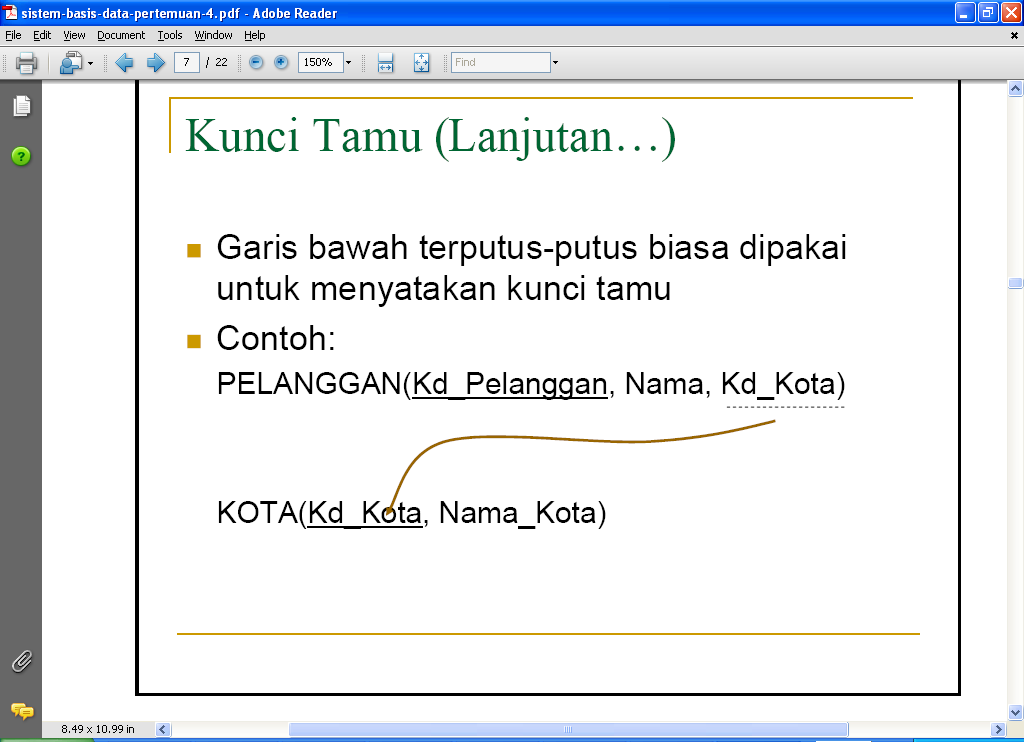 sistem-basis-data-pertemuan-4.pdf - Adobe Reader
File Edit View Document Tools Window Help
7 / 22 150% Find
Kunci Tamu (Lanjutan…)
Garis bawah terputus-putus biasa dipakai
untuk menyatakan kunci tamu
Contoh:
PELANGGAN(Kd_Pelanggan, Nama, Kd_Kota)
KOTA(Kd_Kota, Nama_Kota)
8.49 x 10.99 in